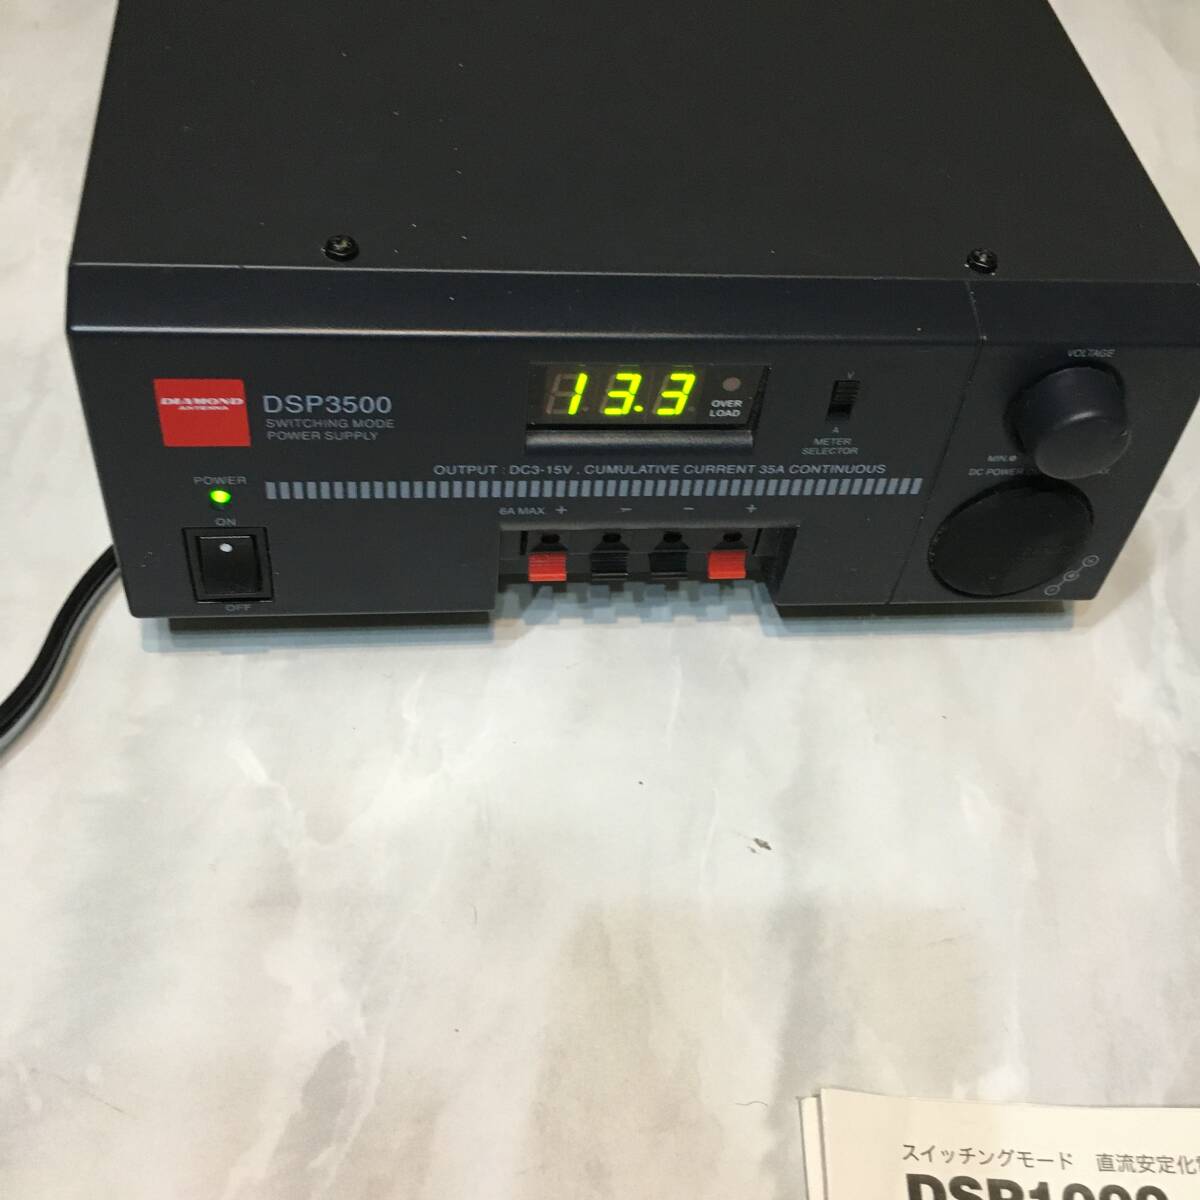 DIAMOND
ANTENNA
DSP3500
SWITCHING MODE
POWER SUPPLY
13.3
OVER
LOAD
V
A
METER
SELECTOR
VOLTAGE
MIN.
DC POWER
OUTPUT : DC3-15V . CUMULATIVE CURRENT 35A CONTINUOUS
POWER
ON
OFF
6A MAX. + - - +
スイッチングモード 直流安定化